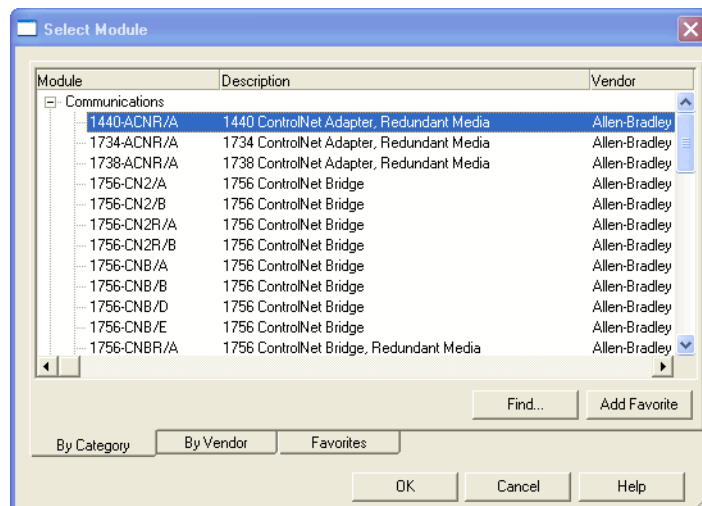 Select Module
Module Description Vendor
Communications
1440-ACNR/A 1440 ControlNet Adapter, Redundant Media Allen-Bradley
1734-ACNR/A 1734 ControlNet Adapter, Redundant Media Allen-Bradley
1738-ACNR/A 1738 ControlNet Adapter, Redundant Media Allen-Bradley
1756-CN2/A 1756 ControlNet Bridge Allen-Bradley
1756-CN2/B 1756 ControlNet Bridge Allen-Bradley
1756-CN2R/A 1756 ControlNet Bridge Allen-Bradley
1756-CN2R/B 1756 ControlNet Bridge Allen-Bradley
1756-CNB/A 1756 ControlNet Bridge Allen-Bradley
1756-CNB/B 1756 ControlNet Bridge Allen-Bradley
1756-CNB/D 1756 ControlNet Bridge Allen-Bradley
1756-CNB/E 1756 ControlNet Bridge Allen-Bradley
1756-CNBR/A 1756 ControlNet Bridge, Redundant Media Allen-Bradley
Find... Add Favorite
By Category By Vendor Favorites
OK Cancel Help